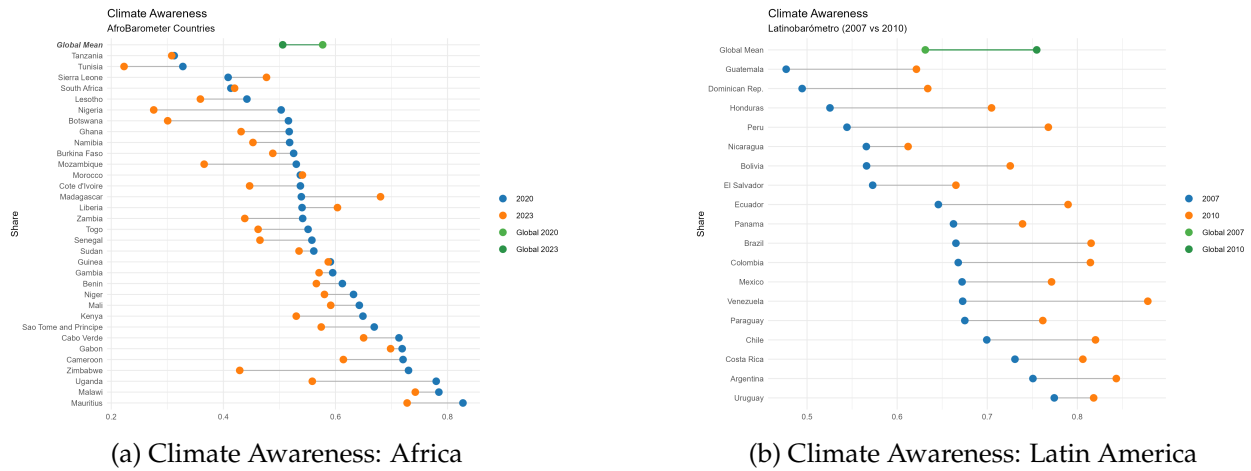 Climate Awareness
AfroBarometer Countries
Share
Global Mean
Tanzania
Tunisia
Sierra Leone
South Africa
Lesotho
Nigeria
Botswana
Ghana
Namibia
Burkina Faso
Mozambique
Morocco
Cote d'Ivoire
Madagascar
Liberia
Zambia
Togo
Senegal
Sudan
Guinea
Gambia
Benin
Niger
Mali
Kenya
Sao Tome and Principe
Cabo Verde
Gabon
Cameroon
Zimbabwe
Uganda
Malawi
Mauritius
0.2 0.4 0.6 0.8
2020
2023
Global 2020
Global 2023
(a) Climate Awareness: Africa
Climate Awareness
Latinobarómetro (2007 vs 2010)
Share
Global Mean
Guatemala
Dominican Rep.
Honduras
Peru
Nicaragua
Bolivia
El Salvador
Ecuador
Panama
Brazil
Colombia
Mexico
Venezuela
Paraguay
Chile
Costa Rica
Argentina
Uruguay
0.5 0.6 0.7 0.8
2007
2010
Global 2007
Global 2010
(b) Climate Awareness: Latin America